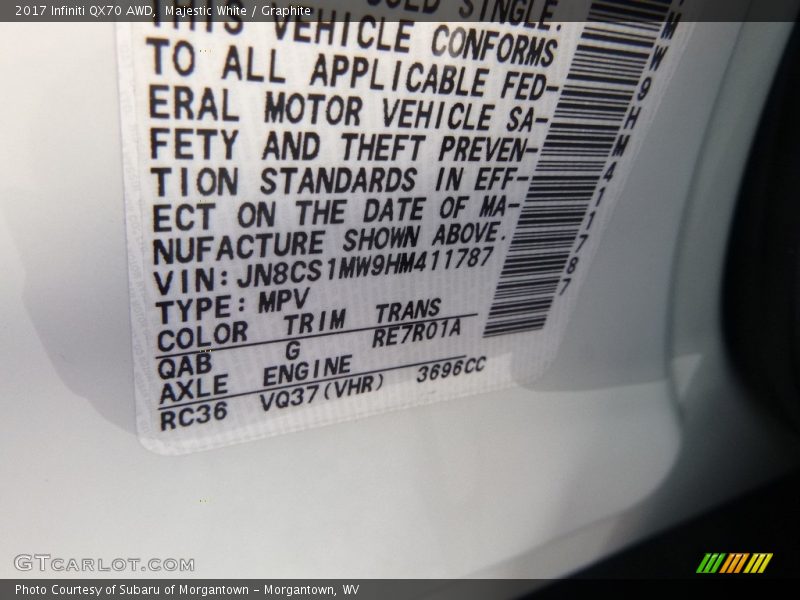 2017 Infiniti QX70 AWD, Majestic White / Graphite
SINGLE.
THIS VEHICLE CONFORMS
TO ALL APPLICABLE FED-
ERAL MOTOR VEHICLE SA-
FETY AND THEFT PREVEN-
TION STANDARDS IN EFF-
ECT ON THE DATE OF MA-
NUFACTURE SHOWN ABOVE.
VIN:JN8CS1MW9HM411787
TYPE:MPV
COLOR TRIM TRANS
QAB G RE7R01A
AXLE ENGINE
RC36 VQ37(VHR) 3696CC
MW9HM411787
GTCARLOT.COM
Photo Courtesy of Subaru of Morgantown - Morgantown, WV